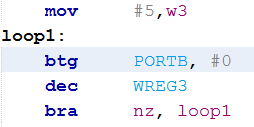 mov #5,w3
loop1:
btg PORTB, #0
dec WREG3
bra nz, loop1